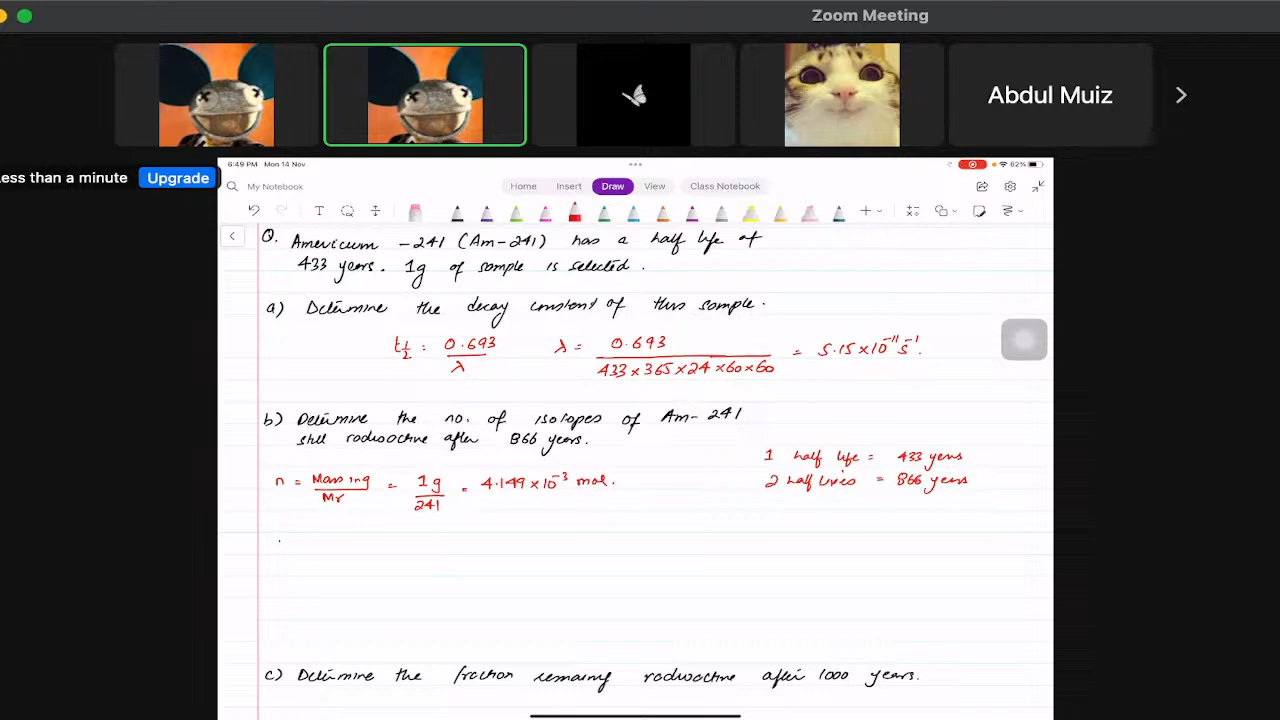 Zoom Meeting
Abdul Muiz
Less than a minute Upgrade
6:49 PM Mon 14 Nov
62%
My Notebook Home Insert Draw View Class Notebook
Q. Americium -241 (Am-241) has a half life of
433 years. 1g of sample is selected.
a) Determine the decay constant of this sample.
t½ = 0.693/λ λ = 0.693/(433×365×24×60×60) = 5.15×10⁻¹¹ s⁻¹.
b) Determine the no. of isotopes of Am-241
still radioactive after 866 years.
1 half life = 433 years
2 half lives = 866 years
n = Mass in g/Mr = 1g/241 = 4.149×10⁻³ mol.
c) Determine the fraction remaining radioactive after 1000 years.